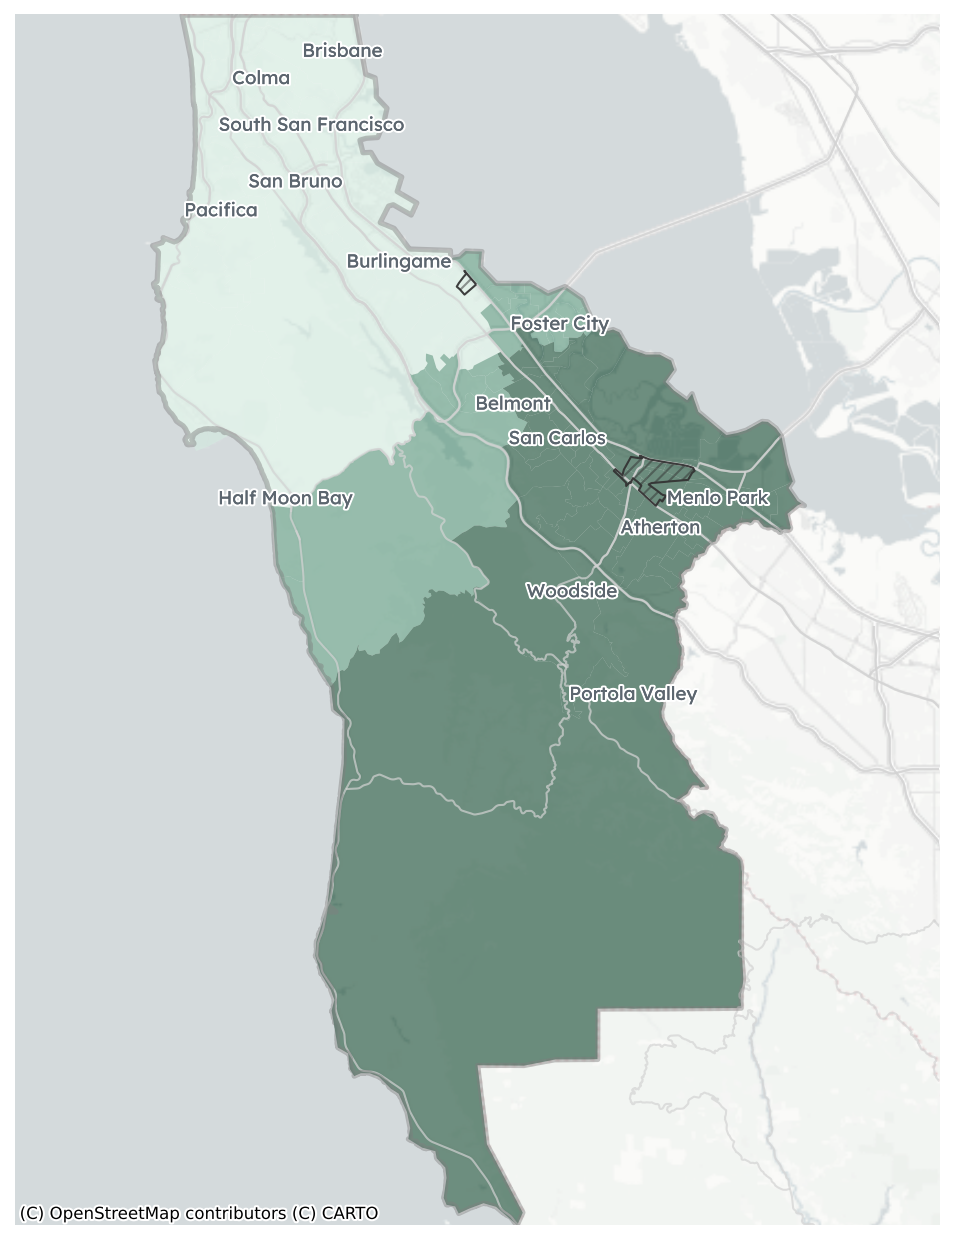 Brisbane
Colma
South San Francisco
San Bruno
Pacifica
Burlingame
Foster City
Belmont
San Carlos
Half Moon Bay
Menlo Park
Atherton
Woodside
Portola Valley
(C) OpenStreetMap contributors (C) CARTO